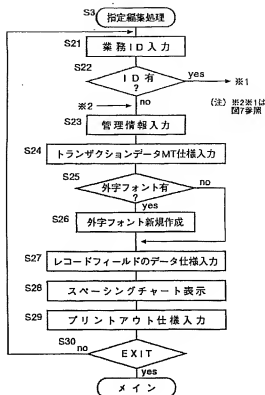 S3
指定編集処理
S21
業務ID入力
S22
ID有
?
yes
※1
no
※2
(注) ※2※1は
図7参照
S23
管理情報入力
S24
トランザクションデータMT仕様入力
S25
外字フォント有
?
no
yes
S26
外字フォント新規作成
S27
レコードフィールドのデータ仕様入力
S28
スペーシングチャート表示
S29
プリントアウト仕様入力
S30
no
EXIT
yes
メイン